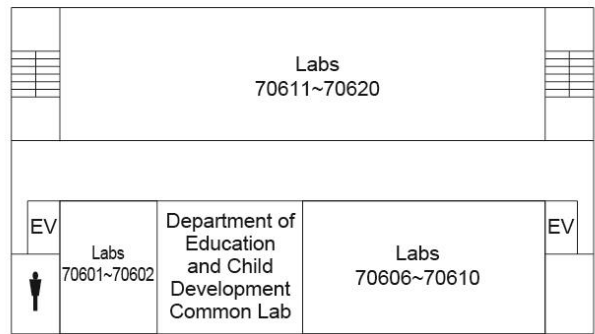 Labs
70611~70620
EV
Labs
70601~70602
Department of
Education
and Child
Development
Common Lab
Labs
70606~70610
EV